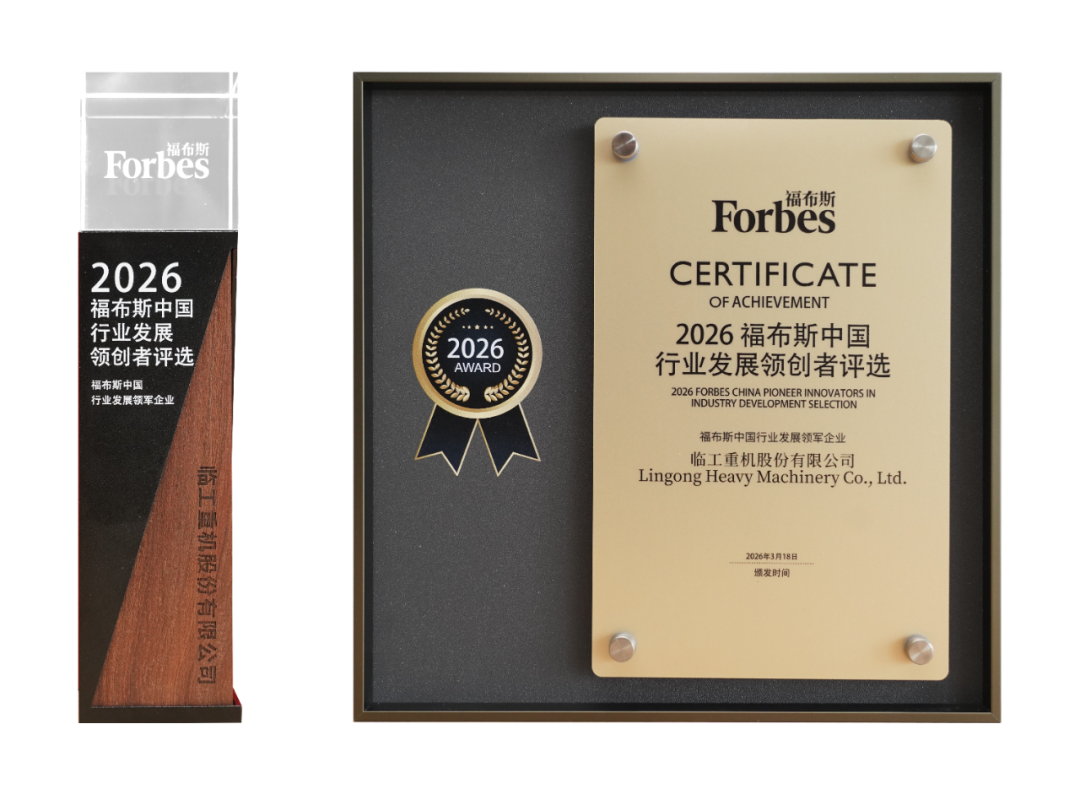 福布斯
Forbes
2026
福布斯中国
行业发展
领创者评选
福布斯中国
行业发展领军企业
临工重机股份有限公司
2026
AWARD
福布斯
Forbes
CERTIFICATE
OF ACHIEVEMENT
2026 福布斯中国
行业发展领创者评选
2026 FORBES CHINA PIONEER INNOVATORS IN
INDUSTRY DEVELOPMENT SELECTION
福布斯中国行业发展领军企业
临工重机股份有限公司
Lingong Heavy Machinery Co., Ltd.
2026年3月18日
颁发时间